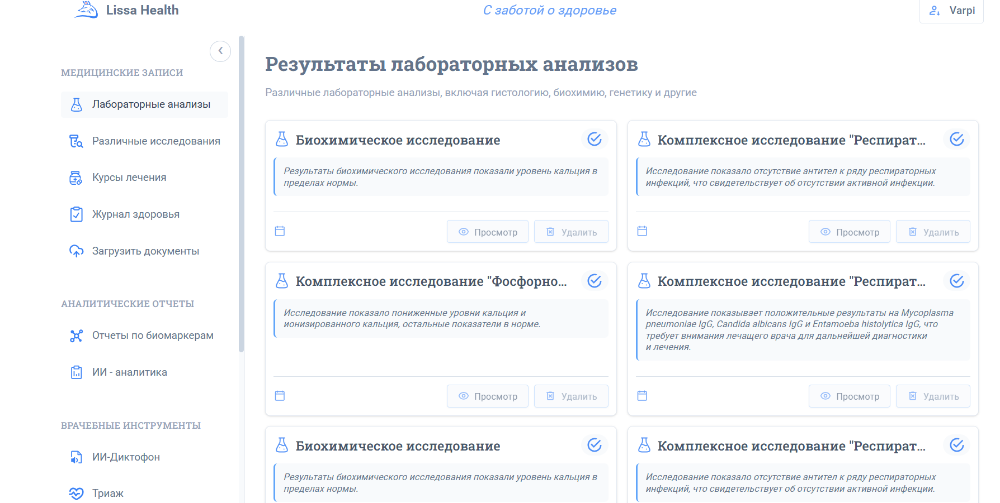 Lissa Health
С заботой о здоровье
Varpi
МЕДИЦИНСКИЕ ЗАПИСИ
Лабораторные анализы
Различные исследования
Курсы лечения
Журнал здоровья
Загрузить документы
АНАЛИТИЧЕСКИЕ ОТЧЕТЫ
Отчеты по биомаркерам
ИИ - аналитика
ВРАЧЕБНЫЕ ИНСТРУМЕНТЫ
ИИ-Диктофон
Триаж
Результаты лабораторных анализов
Различные лабораторные анализы, включая гистологию, биохимию, генетику и другие
Биохимическое исследование
Результаты биохимического исследования показали уровень кальция в
пределах нормы.
Просмотр
Удалить
Комплексное исследование "Респират...
Исследование показало отсутствие антител к ряду респираторных
инфекций, что свидетельствует об отсутствии активной инфекции.
Просмотр
Удалить
Комплексное исследование "Фосфорно...
Исследование показало пониженные уровни кальция и
ионизированного кальция, остальные показатели в норме.
Просмотр
Удалить
Комплексное исследование "Респират...
Исследование показывает положительные результаты на Mycoplasma
pneumoniae IgG, Candida albicans IgG и Entamoeba histolytica IgG, что
требует внимания лечащего врача для дальнейшей диагностики
и лечения.
Просмотр
Удалить
Биохимическое исследование
Результаты биохимического исследования показали уровень кальция в
пределах нормы.
Комплексное исследование "Респират...
Исследование показало отсутствие антител к ряду респираторных
инфекций, что свидетельствует об отсутствии активной инфекции.